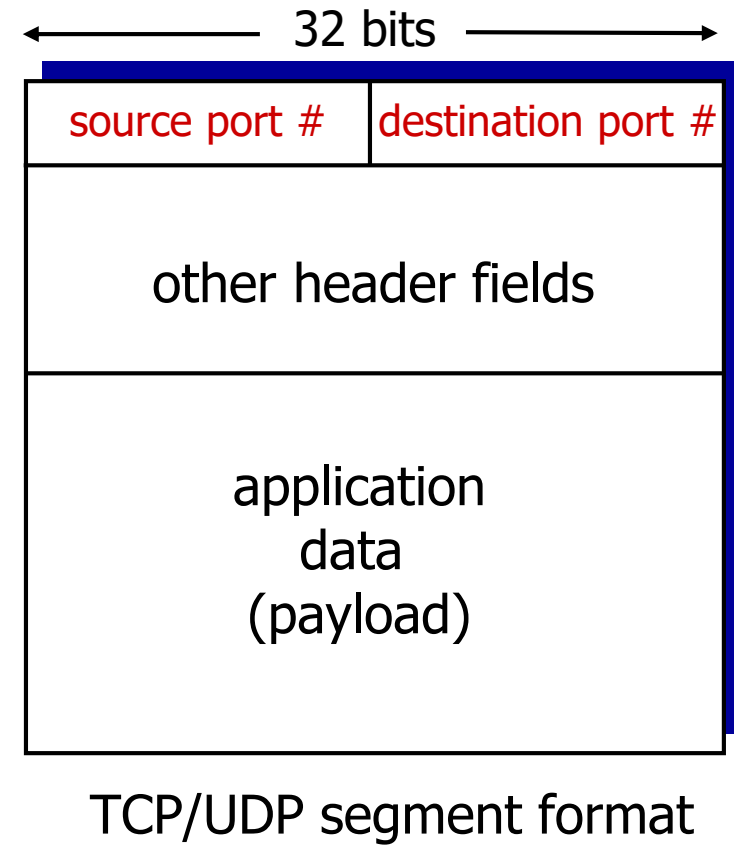 32 bits
source port #
destination port #
other header fields
application
data
(payload)
TCP/UDP segment format